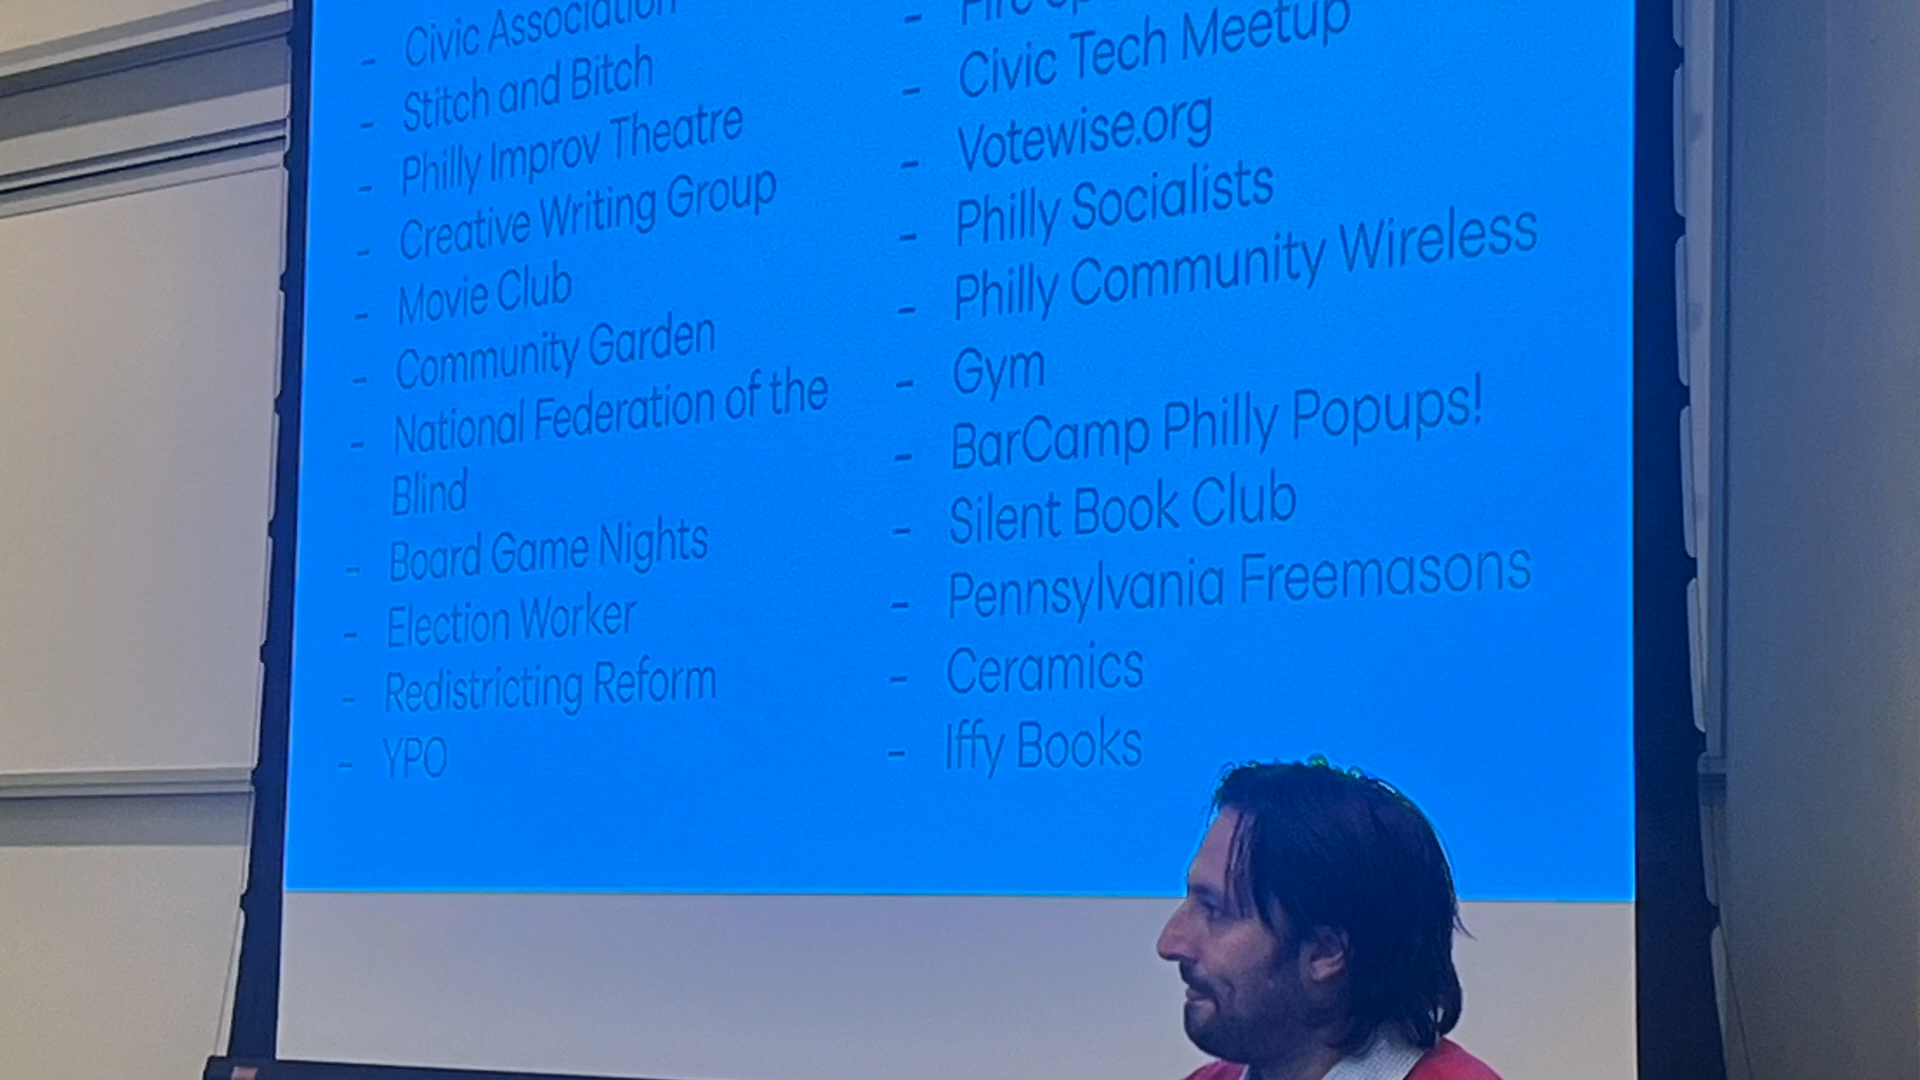 - Civic Association
- Stitch and Bitch
- Philly Improv Theatre
- Creative Writing Group
- Movie Club
- Community Garden
- National Federation of the
Blind
- Board Game Nights
- Election Worker
- Redistricting Reform
- YPO
- Fire
- Civic Tech Meetup
- Votewise.org
- Philly Socialists
- Philly Community Wireless
- Gym
- BarCamp Philly Popups!
- Silent Book Club
- Pennsylvania Freemasons
- Ceramics
- Iffy Books